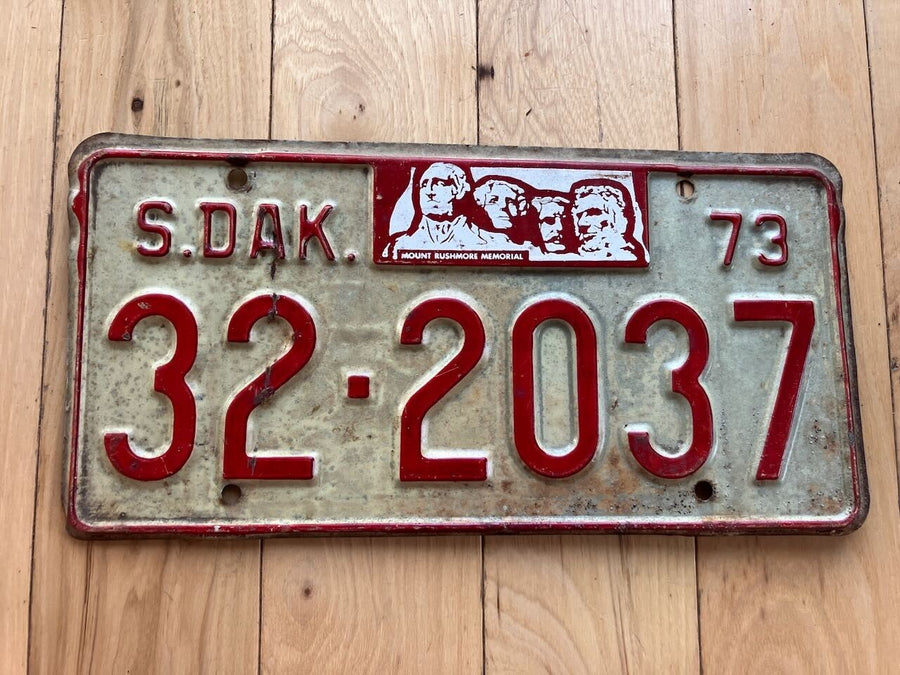 S.DAK.
MOUNT RUSHMORE MEMORIAL
73
32·2037